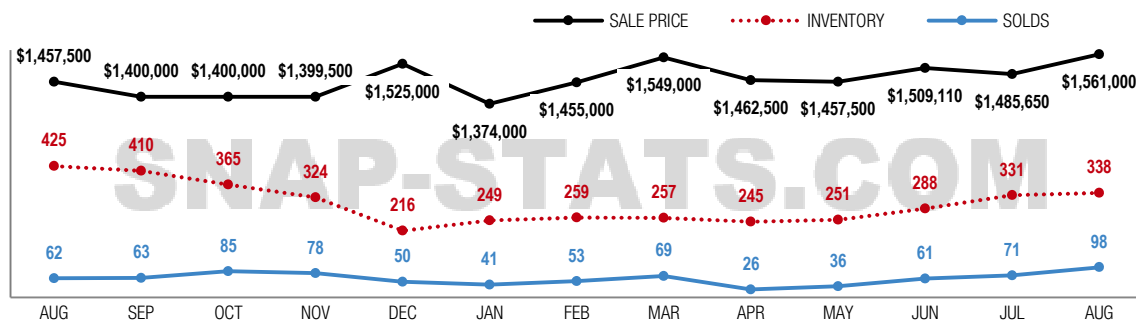 SALE PRICE INVENTORY SOLDS
$1,457,500 $1,400,000 $1,400,000 $1,399,500 $1,525,000 $1,374,000 $1,455,000 $1,549,000 $1,462,500 $1,457,500 $1,509,110 $1,485,650 $1,561,000
425 410 365 324 216 249 259 257 245 251 288 331 338
SNAP-STATS.COM
62 63 85 78 50 41 53 69 26 36 61 71 98
AUG SEP OCT NOV DEC JAN FEB MAR APR MAY JUN JUL AUG